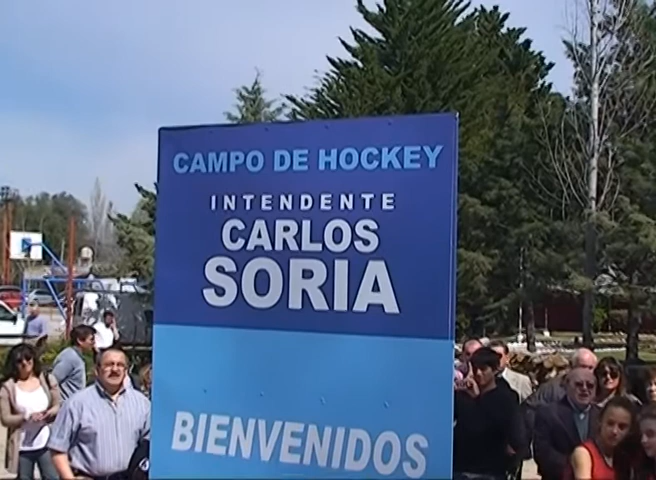 CAMPO DE HOCKEY
INTENDENTE
CARLOS
SORIA
BIENVENIDOS